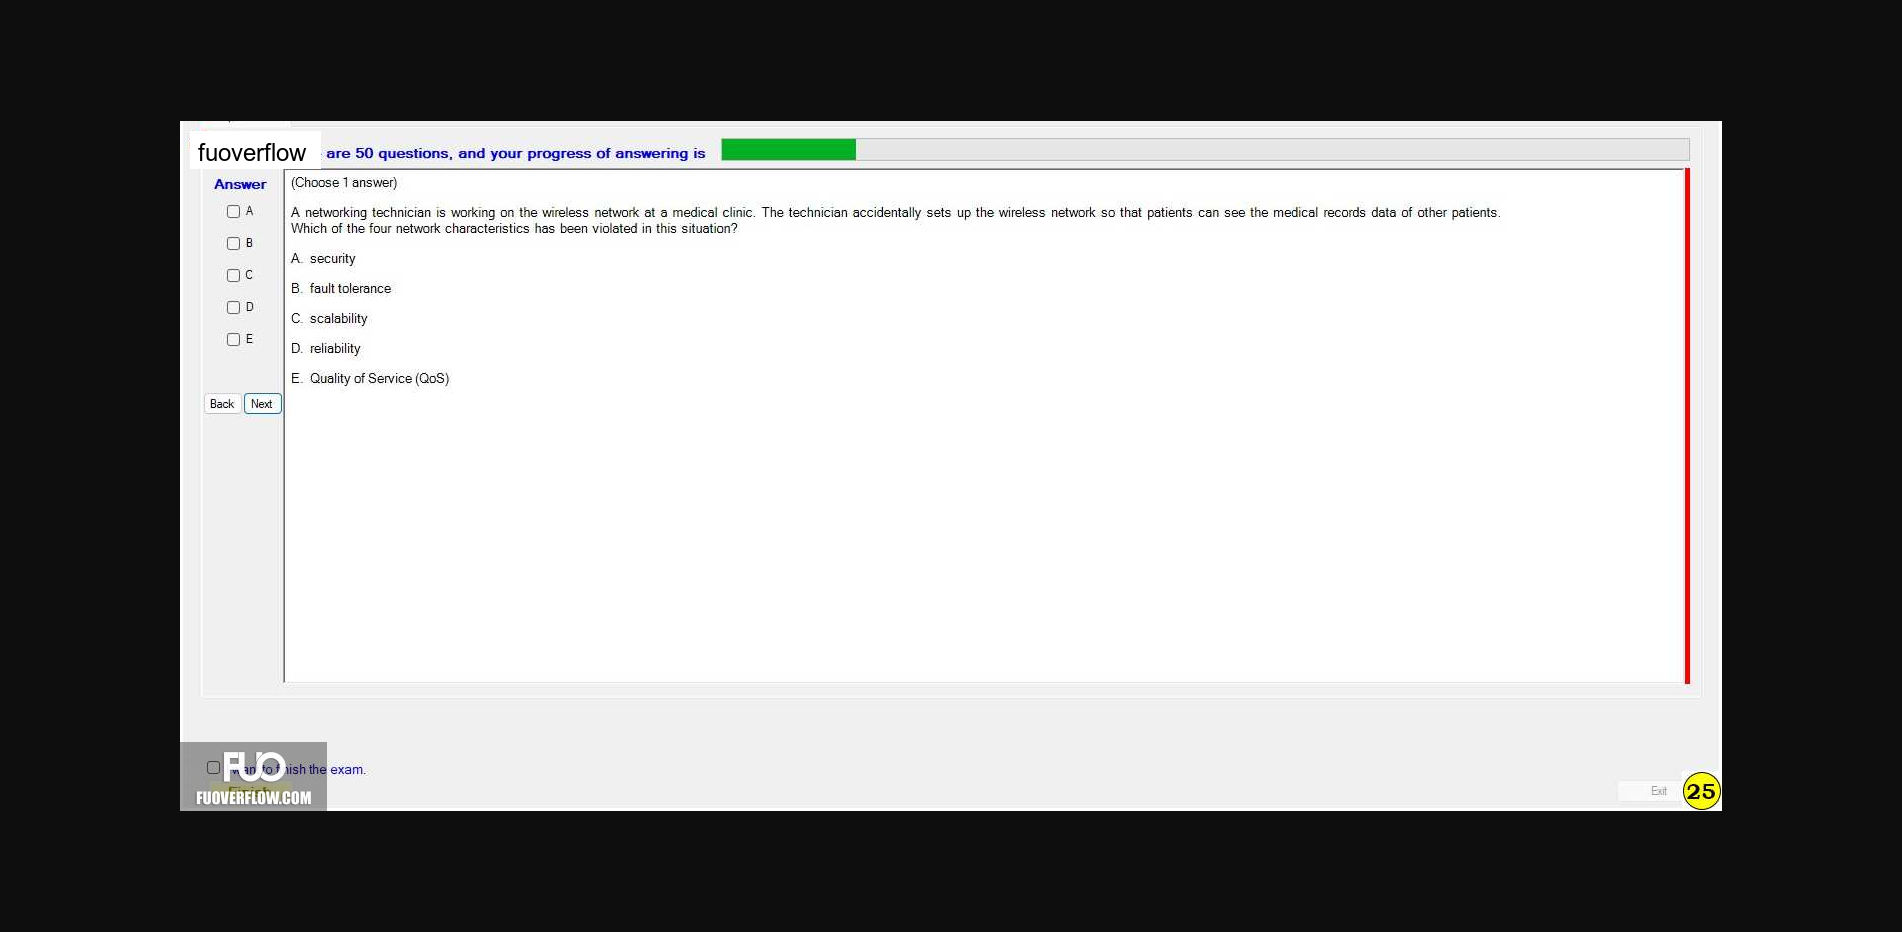 fuoverflow are 50 questions, and your progress of answering is
Answer
(Choose 1 answer)
A
B
C
D
E
Back
Next
A networking technician is working on the wireless network at a medical clinic. The technician accidentally sets up the wireless network so that patients can see the medical records data of other patients.
Which of the four network characteristics has been violated in this situation?
A. security
B. fault tolerance
C. scalability
D. reliability
E. Quality of Service (QoS)
FUO
want to finish the exam.
Finish
FUOVERFLOW.COM
Exit
25